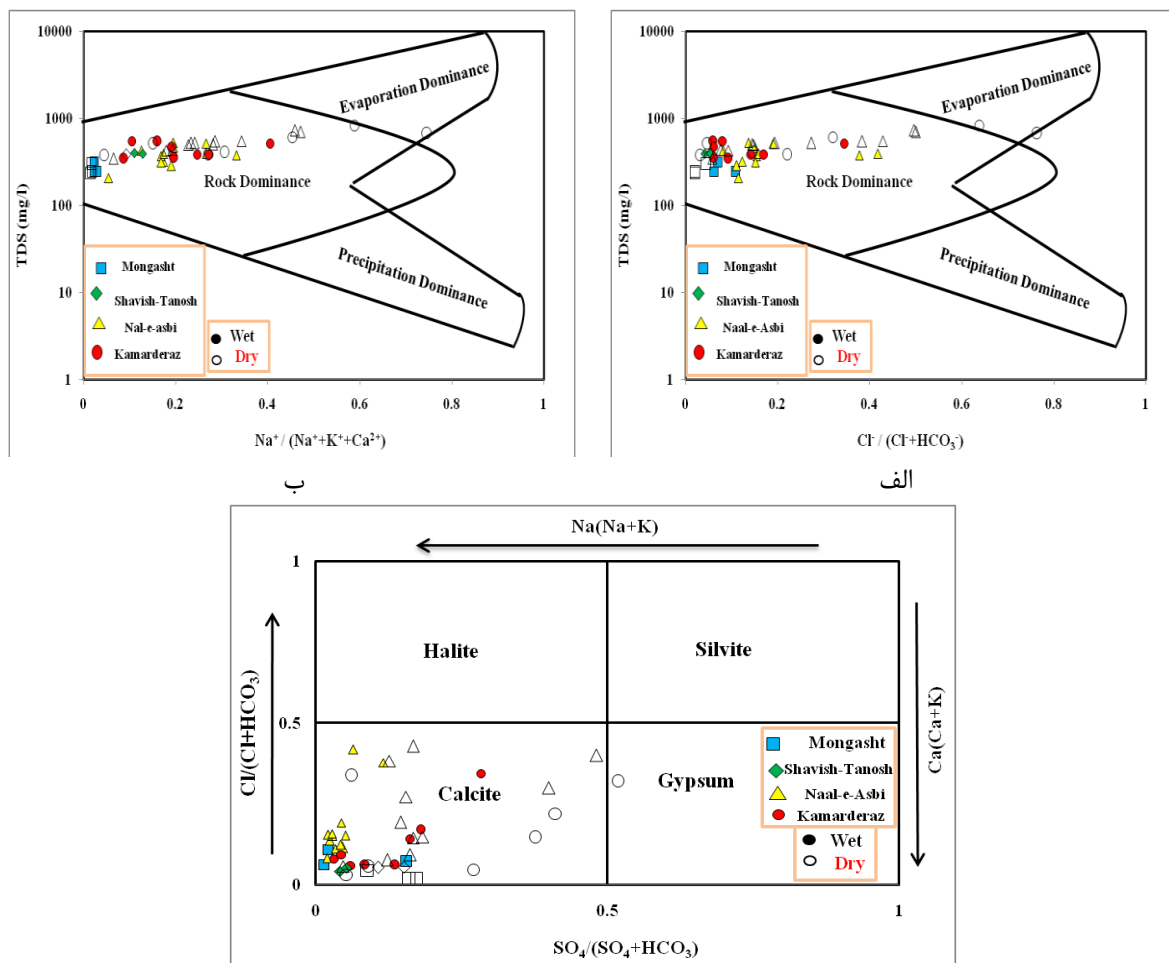 10000
1000
100
10
1
TDS (mg/l)
Evaporation Dominance
Rock Dominance
Precipitation Dominance
Mongasht
Shavish-Tanosh
Nal-e-asbi
Kamarderaz
Wet
Dry
0 0.2 0.4 0.6 0.8 1
Na⁺/ (Na⁺+K⁺+Ca²⁺)
10000
1000
100
10
1
TDS (mg/l)
Evaporation Dominance
Rock Dominance
Precipitation Dominance
Mongasht
Shavish-Tanosh
Naal-e-Asbi
Kamarderaz
Wet
Dry
0 0.2 0.4 0.6 0.8 1
Cl⁻/ (Cl⁻+HCO₃⁻)
ب
الف
Na(Na+K)
1
0.5
0
Cl/(Cl+HCO₃)
Halite
Silvite
Calcite
Gypsum
Ca(Ca+K)
Mongasht
Shavish-Tanosh
Naal-e-Asbi
Kamarderaz
Wet
Dry
0 0.5 1
SO₄/(SO₄+HCO₃)